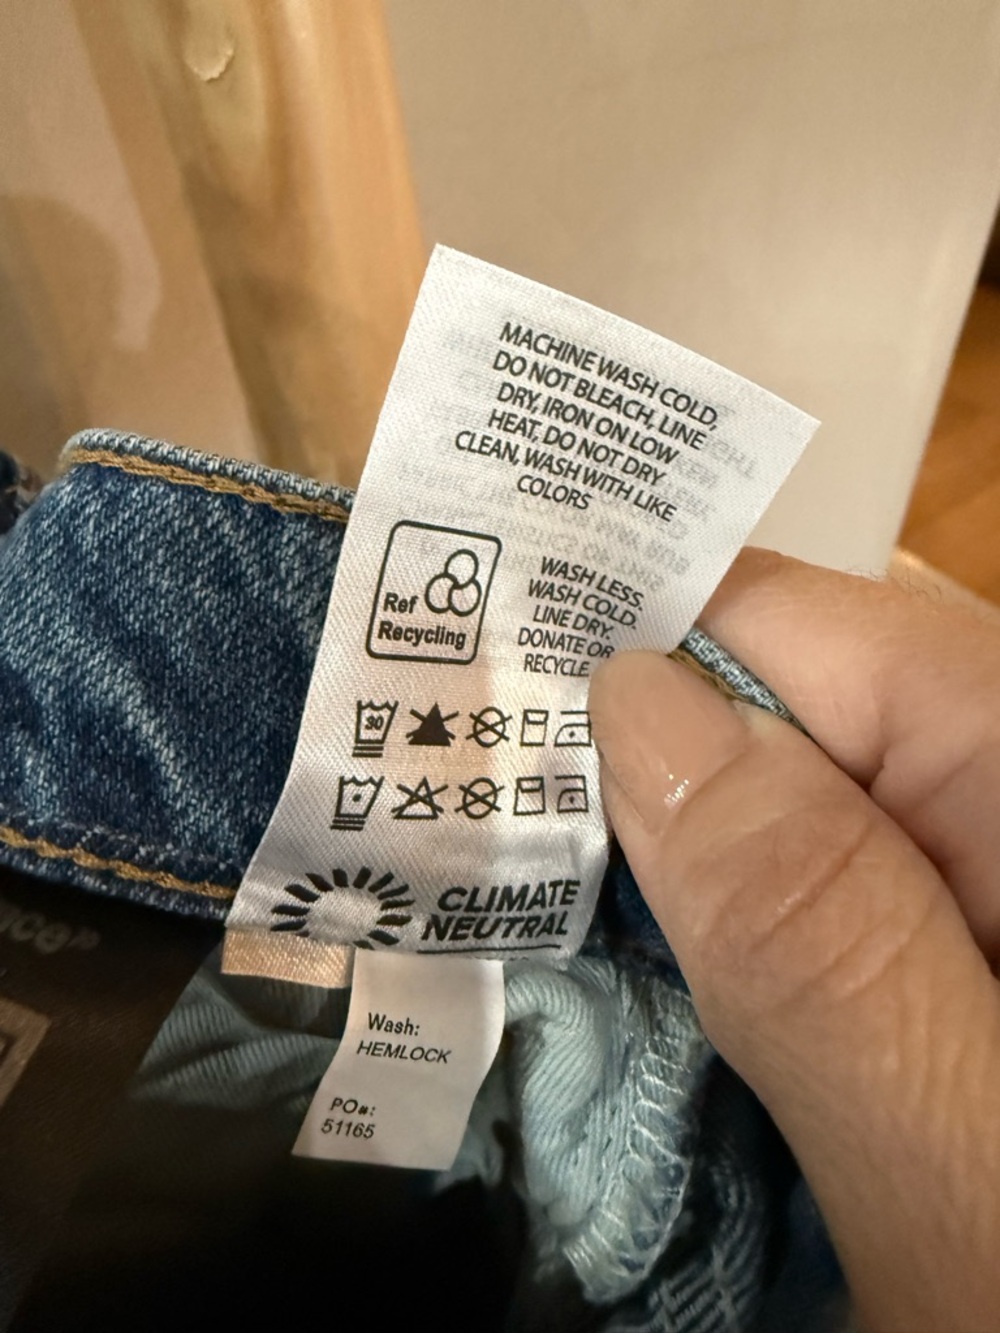 MACHINE WASH COLD,
DO NOT BLEACH, LINE
DRY, IRON ON LOW
HEAT, DO NOT DRY
CLEAN, WASH WITH LIKE
COLORS
Ref
Recycling
WASH LESS.
WASH COLD.
LINE DRY.
DONATE OR
RECYCLE.
30
CLIMATE
NEUTRAL
Wash:
HEMLOCK
PO#:
51165